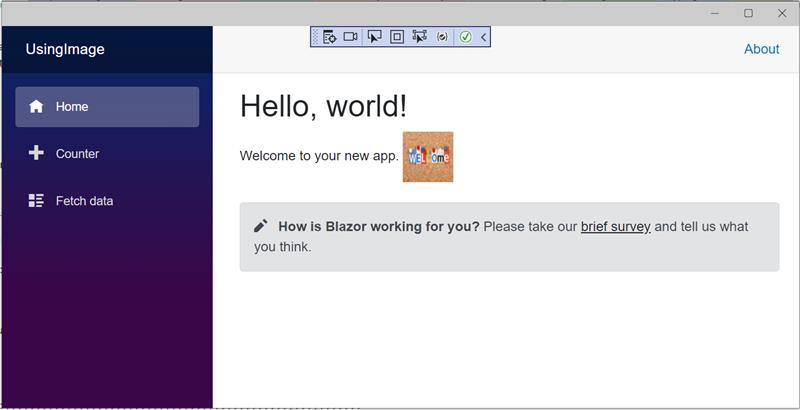 UsingImage
About
Home
Counter
Fetch data
Hello, world!
Welcome to your new app. WELcOme
How is Blazor working for you? Please take our brief survey and tell us what
you think.